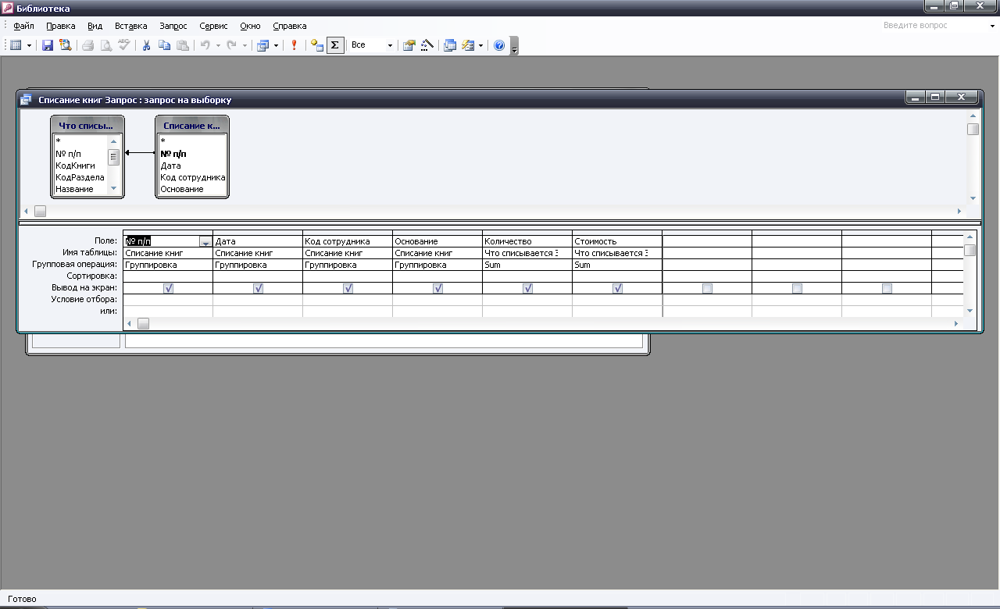 Библиотека
Файл Правка Вид Вставка Запрос Сервис Окно Справка Введите вопрос
Все
Списание книг Запрос : запрос на выборку
Что списы... Списание к...
* *
№ п/п № п/п
КодКниги Дата
КодРаздела Код сотрудника
Название Основание
Поле: № п/п Дата Код сотрудника Основание Количество Стоимость
Имя таблицы: Списание книг Списание книг Списание книг Списание книг Что списывается З Что списывается З
Групповая операция: Группировка Группировка Группировка Группировка Sum Sum
Сортировка:
Вывод на экран:
Условие отбора:
или:
Готово